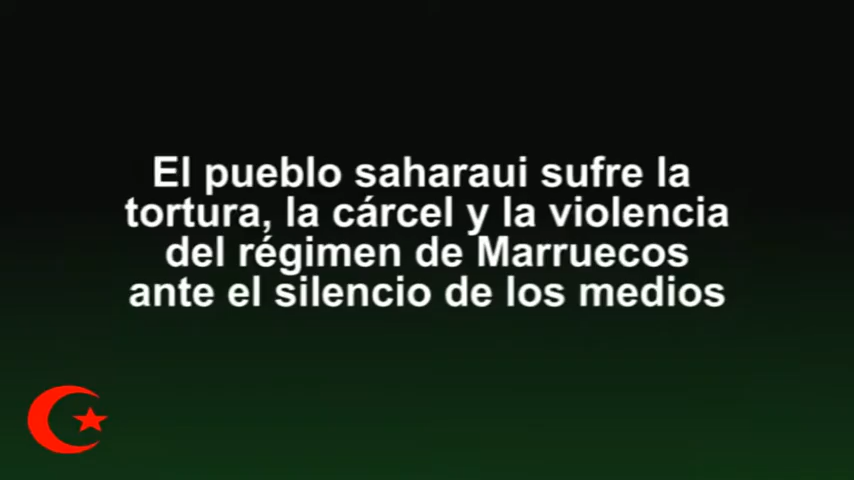 El pueblo saharaui sufre la
tortura, la cárcel y la violencia
del régimen de Marruecos
ante el silencio de los medios